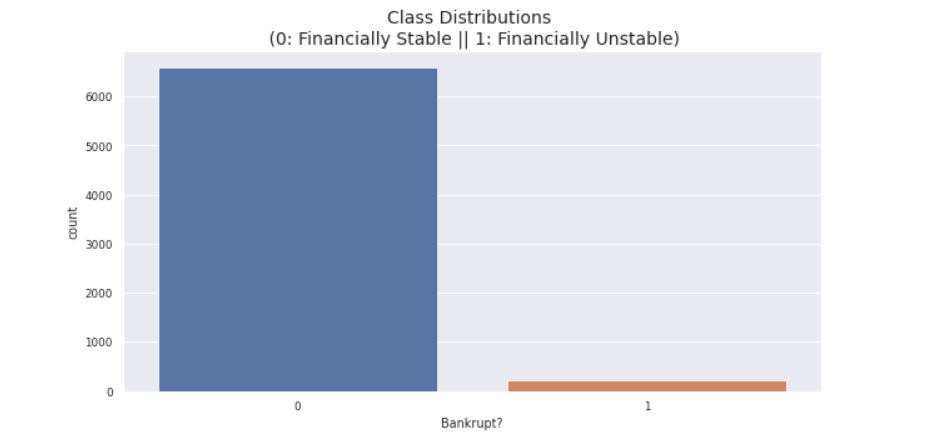 Class Distributions
(0: Financially Stable || 1: Financially Unstable)
6000
5000
4000
3000
2000
1000
0
count
0 1
Bankrupt?